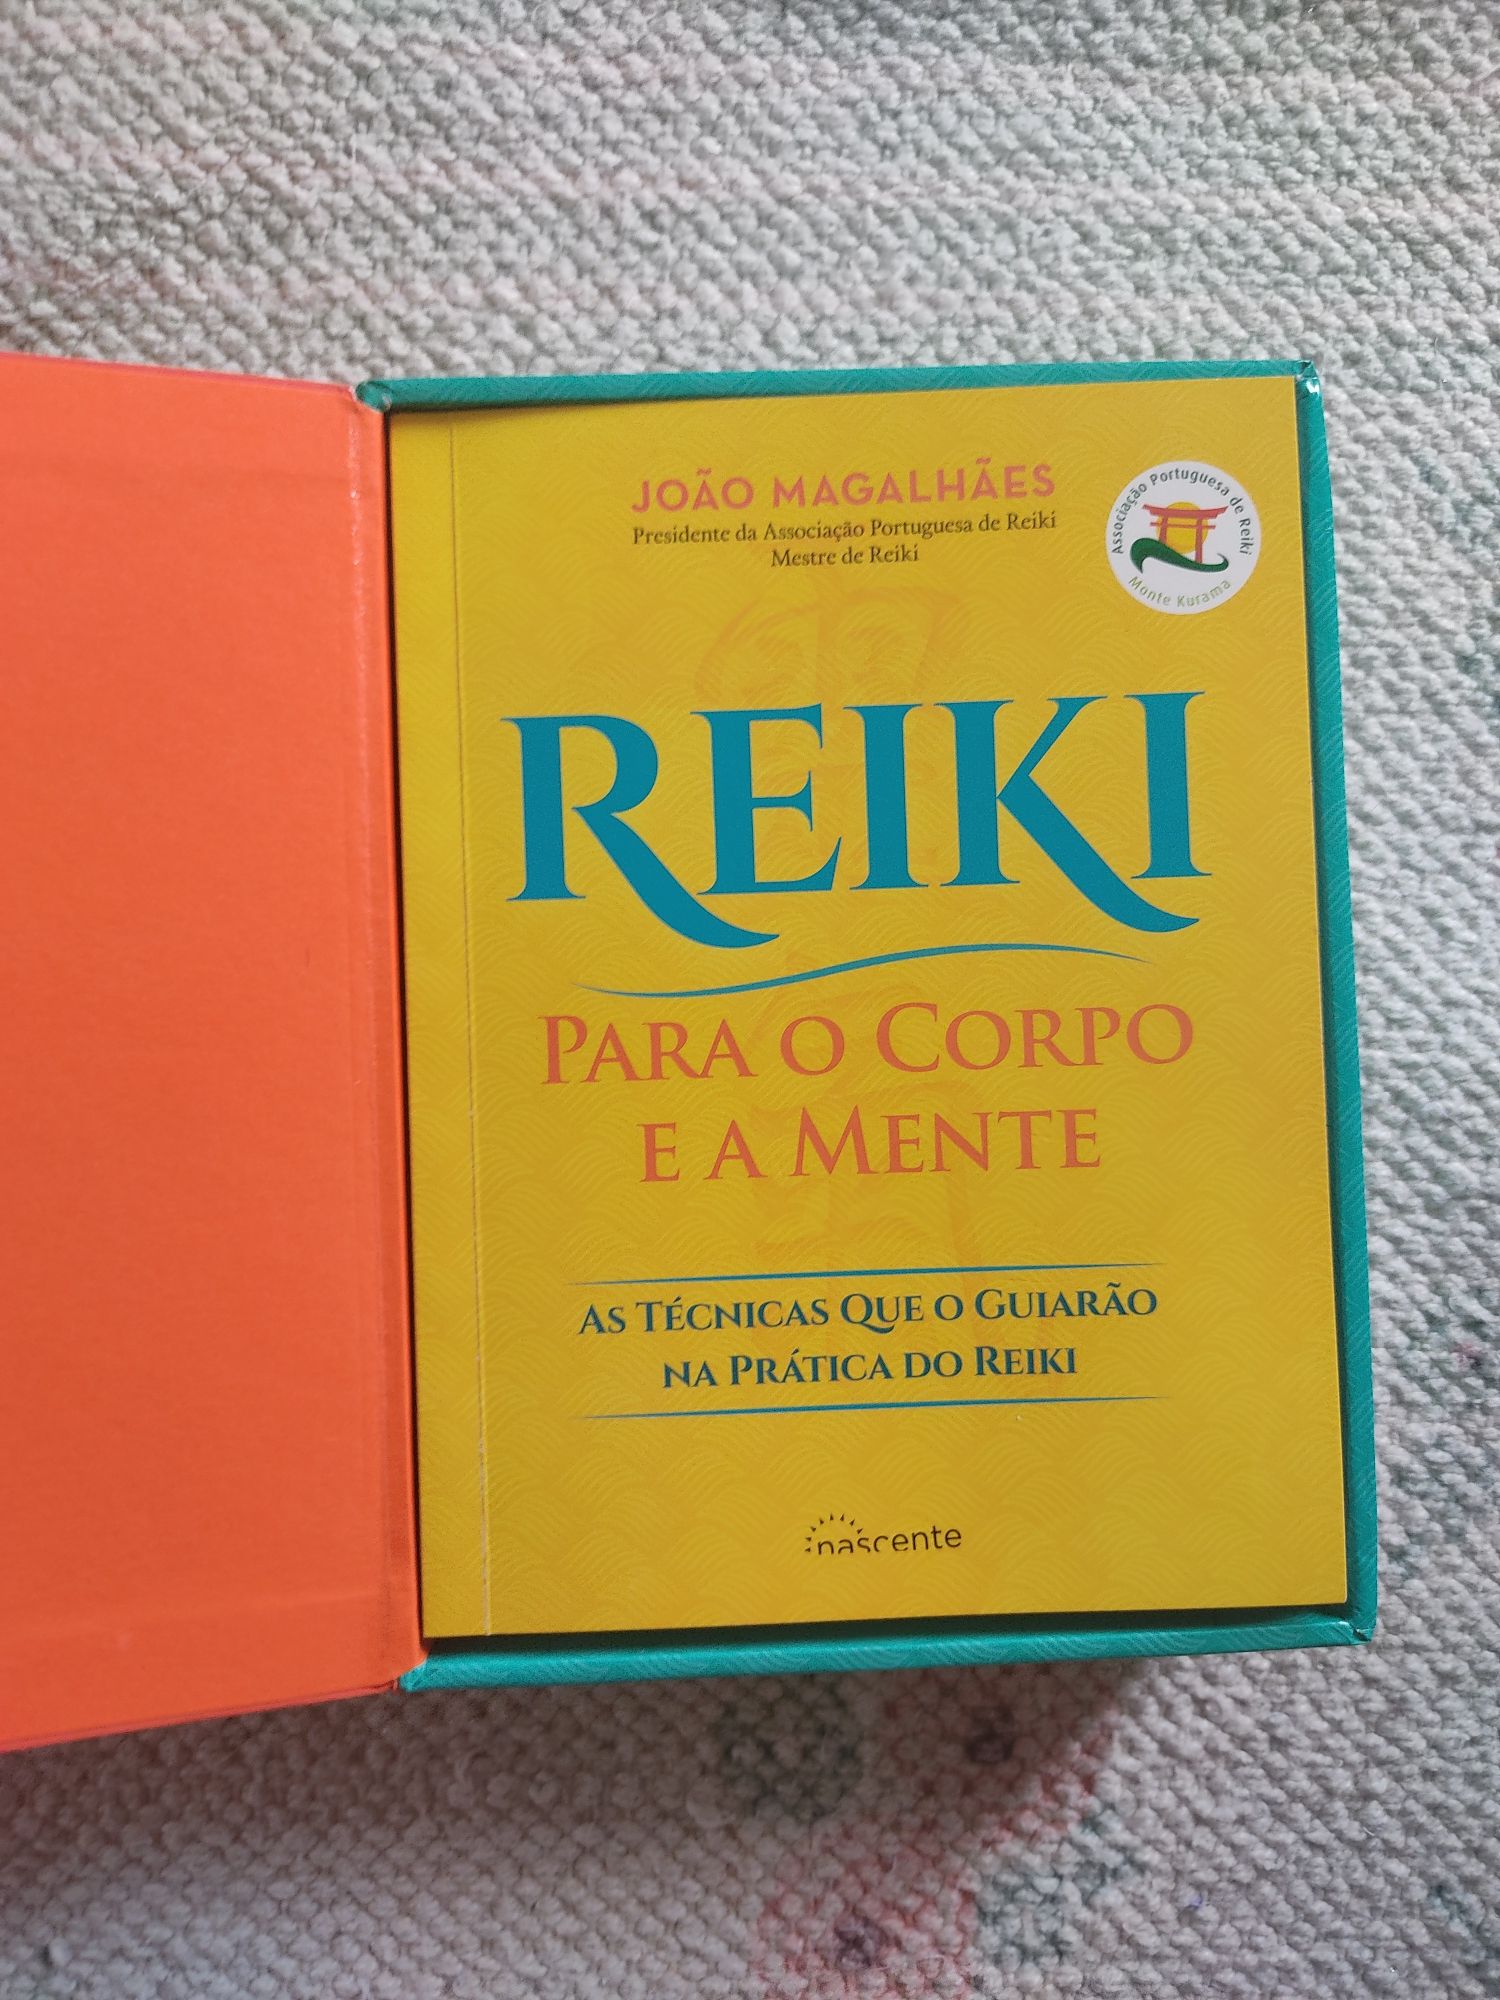 JOÃO MAGALHÃES
Presidente da Associação Portuguesa de Reiki
Mestre de Reiki
Associação Portuguesa de Reiki
Monte Kurama
REIKI
PARA O CORPO
E A MENTE
AS TÉCNICAS QUE O GUIARÃO
NA PRÁTICA DO REIKI
nascente